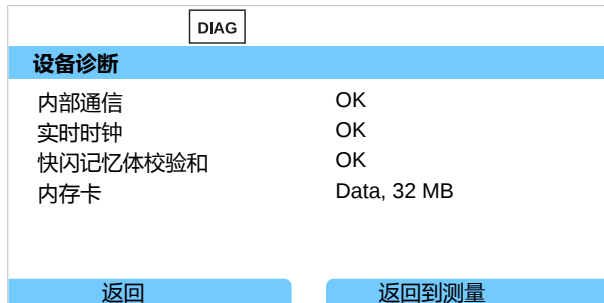 DIAG
设备诊断
内部通信 OK
实时时钟 OK
快闪记忆体校验和 OK
内存卡 Data, 32 MB
返回 返回到测量